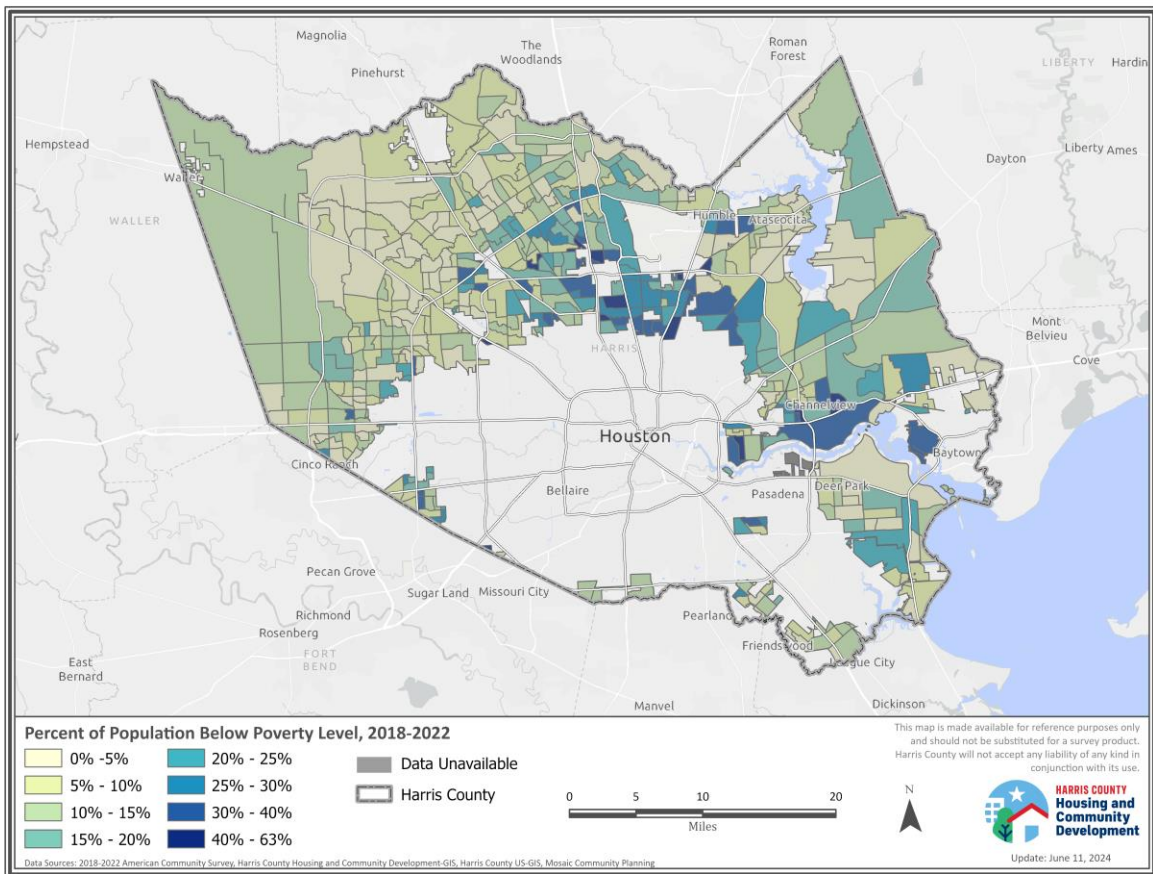 Magnolia
The
Woodlands
Roman
Forest
LIBERTY
Hardin
Pinehurst
Hempstead
Dayton
Liberty Ames
Waller
WALLER
Humble
Atascocita
Mont
Belvieu
HARRIS
Cove
Channelview
Houston
Cinco Ranch
Baytown
Bellaire
Pasadena
Deer Park
Pecan Grove
Sugar Land
Missouri City
Richmond
Pearland
Rosenberg
Friendswood
FORT
BEND
League City
East
Bernard
Manvel
Dickinson
Percent of Population Below Poverty Level, 2018-2022
0% -5%
5% - 10%
10% - 15%
15% - 20%
20% - 25%
25% - 30%
30% - 40%
40% - 63%
Data Unavailable
Harris County
0 5 10 20
Miles
N
This map is made available for reference purposes only
and should not be substituted for a survey product.
Harris County will not accept any liability of any kind in
conjunction with its use.
HARRIS COUNTY
Housing and
Community
Development
Update: June 11, 2024
Data Sources: 2018-2022 American Community Survey, Harris County Housing and Community Development-GIS, Harris County US-GIS, Mosaic Community Planning